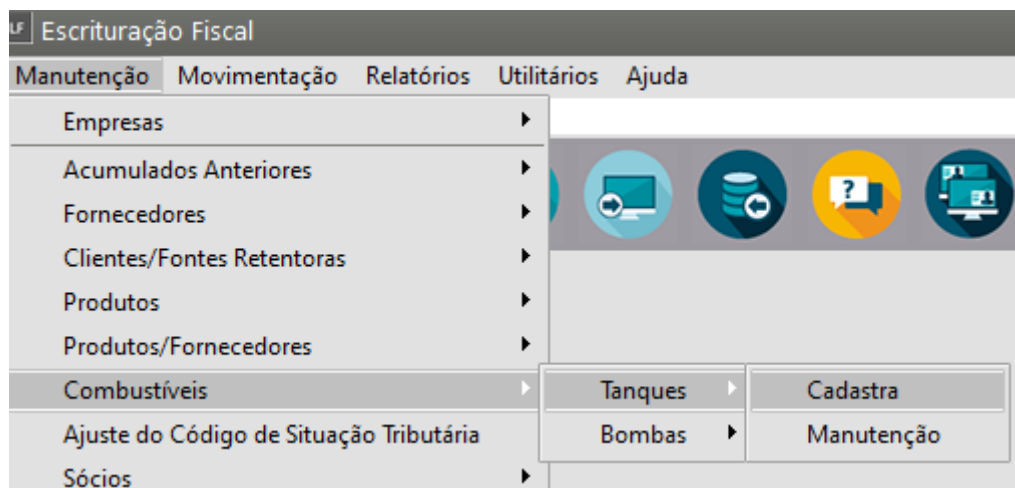 LF Escrituração Fiscal
Manutenção Movimentação Relatórios Utilitários Ajuda
Empresas
Acumulados Anteriores
Fornecedores
Clientes/Fontes Retentoras
?
Produtos
Produtos/Fornecedores
Combustíveis Tanques Cadastra
Ajuste do Código de Situação Tributária Bombas Manutenção
Sócios